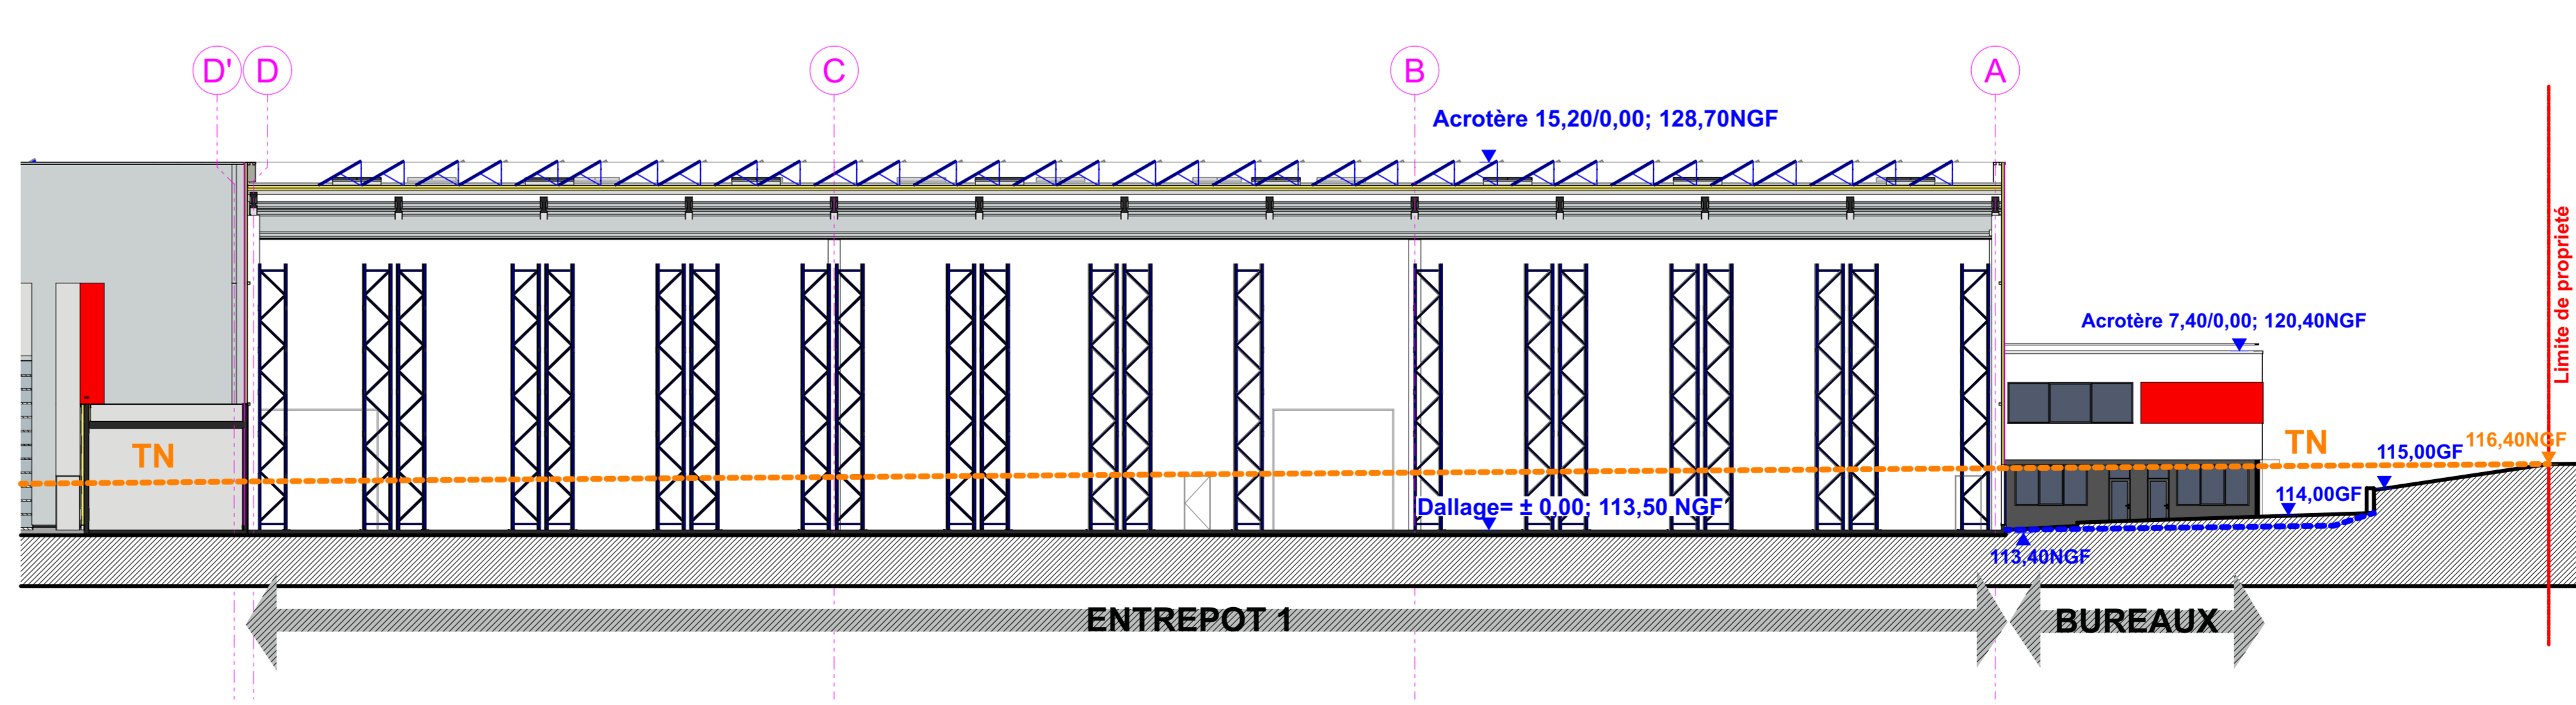 D'
D
C
B
A
Acrotère 15,20/0,00; 128,70NGF
Limite de propriété
Acrotère 7,40/0,00; 120,40NGF
TN
TN
115,00GF
116,40NGF
114,00GF
Dallage= ± 0,00; 113,50 NGF
113,40NGF
ENTREPOT 1
BUREAUX